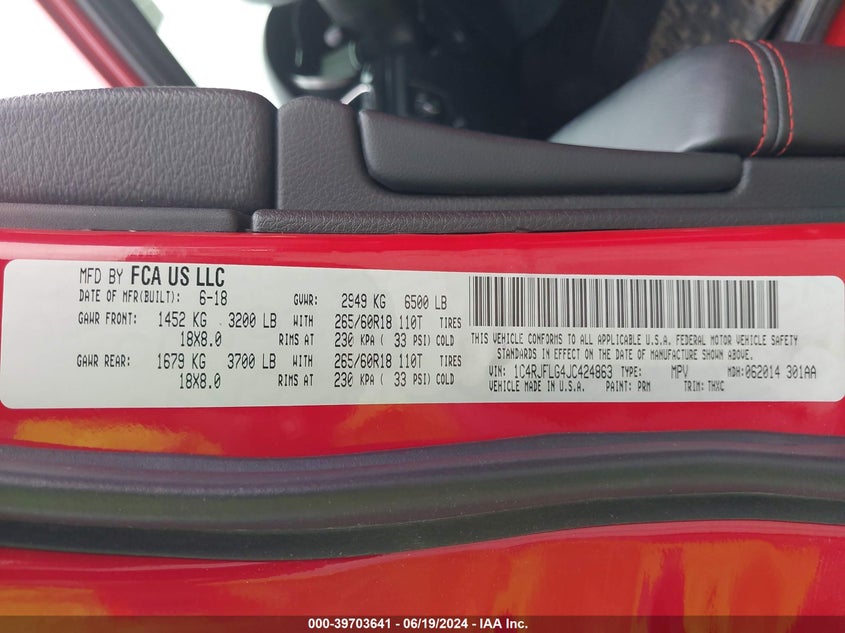 MFD BY FCA US LLC
DATE OF MFR(BUILT): 6-18 GVWR: 2949 KG 6500 LB
GAWR FRONT: 1452 KG 3200 LB WITH 265/60R18 110T TIRES
18X8.0 RIMS AT 230 KPA ( 33 PSI) COLD
GAWR REAR: 1679 KG 3700 LB WITH 265/60R18 110T TIRES
18X8.0 RIMS AT 230 KPA ( 33 PSI) COLD
THIS VEHICLE CONFORMS TO ALL APPLICABLE U.S.A. FEDERAL MOTOR VEHICLE SAFETY
STANDARDS IN EFFECT ON THE DATE OF MANUFACTURE SHOWN ABOVE.
VIN: 1C4RJFLG4JC424863 TYPE: MPV MDH: 062014 301AA
VEHICLE MADE IN U.S.A. PAINT: PRM TRIM: THXC
000-39703641 - 06/19/2024 - IAA Inc.